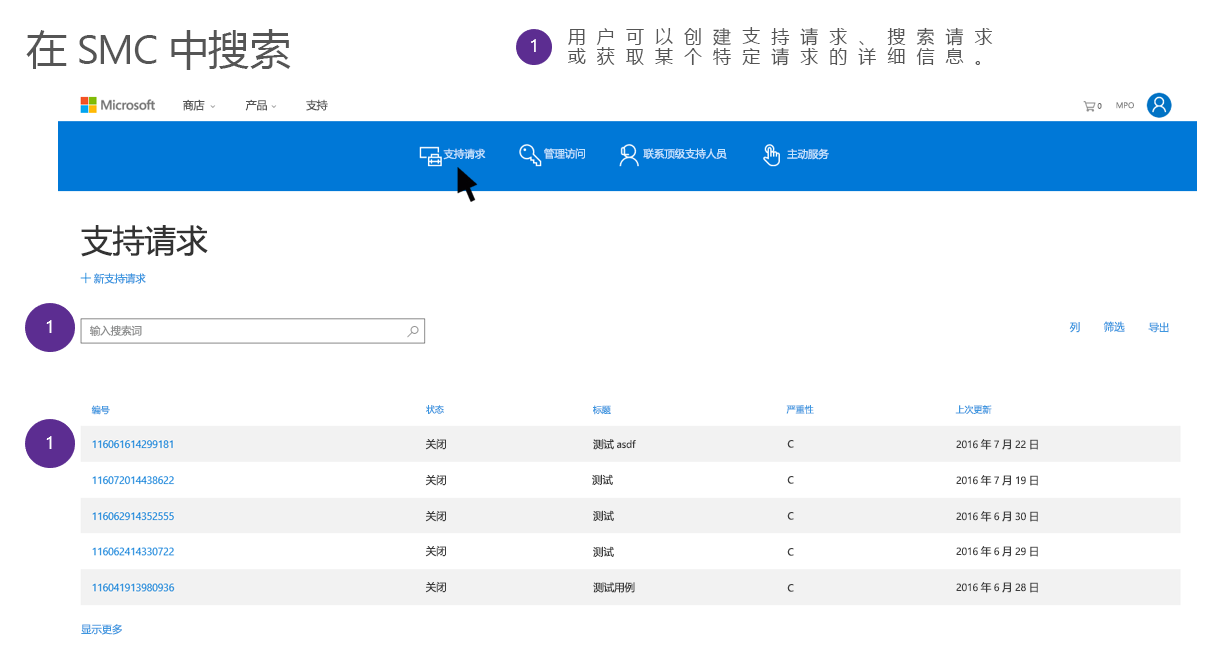 在 SMC 中搜索
1
用户可以创建支持请求、搜索请求
或获取某个特定请求的详细信息。
Microsoft 商店 产品 支持 0 MPO
支持请求 管理访问 联系顶级支持人员 主动服务
支持请求
＋ 新支持请求
1 输入搜索词 列 筛选 导出
编号 状态 标题 严重性 上次更新
1 116061614299181 关闭 测试 asdf C 2016 年 7 月 22 日
116072014438622 关闭 测试 C 2016 年 7 月 19 日
116062914352555 关闭 测试 C 2016 年 6 月 30 日
116062414330722 关闭 测试 C 2016 年 6 月 29 日
116041913980936 关闭 测试用例 C 2016 年 6 月 28 日
显示更多